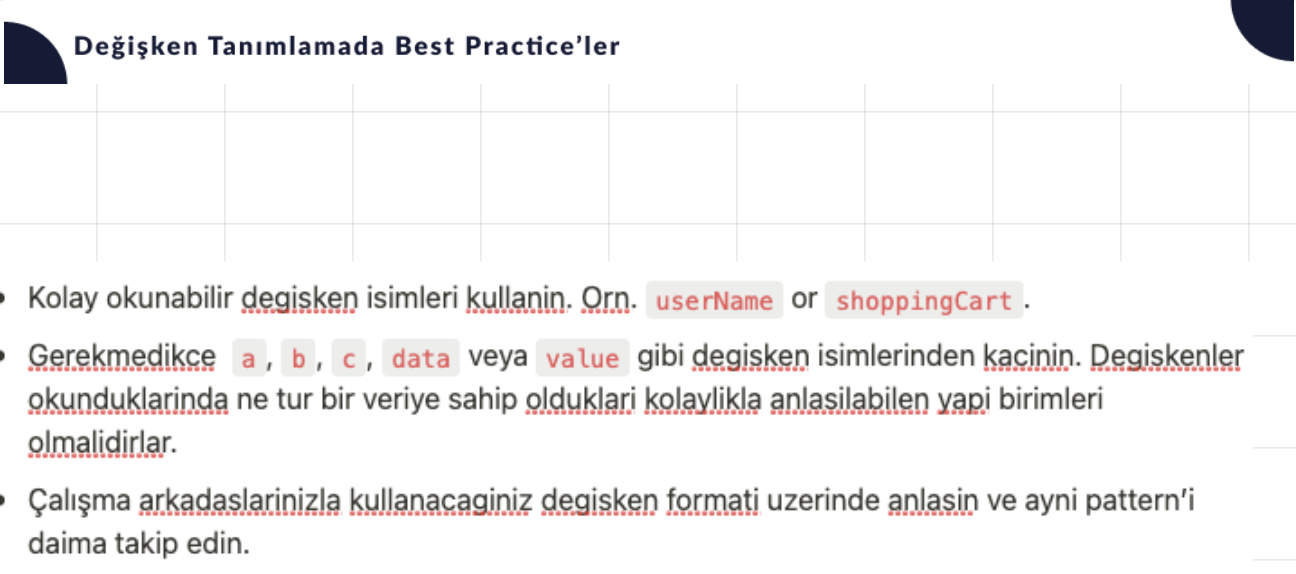 Değişken Tanımlamada Best Practice’ler
• Kolay okunabilir degisken isimleri kullanin. Orn. userName or shoppingCart.
• Gerekmedikce a, b, c, data veya value gibi degisken isimlerinden kacinin. Degiskenler
okunduklarinda ne tur bir veriye sahip olduklari kolaylikla anlasilabilen yapi birimleri
olmalidirlar.
• Çalışma arkadaslarinizla kullanacaginiz degisken formati uzerinde anlasin ve ayni pattern’i
daima takip edin.